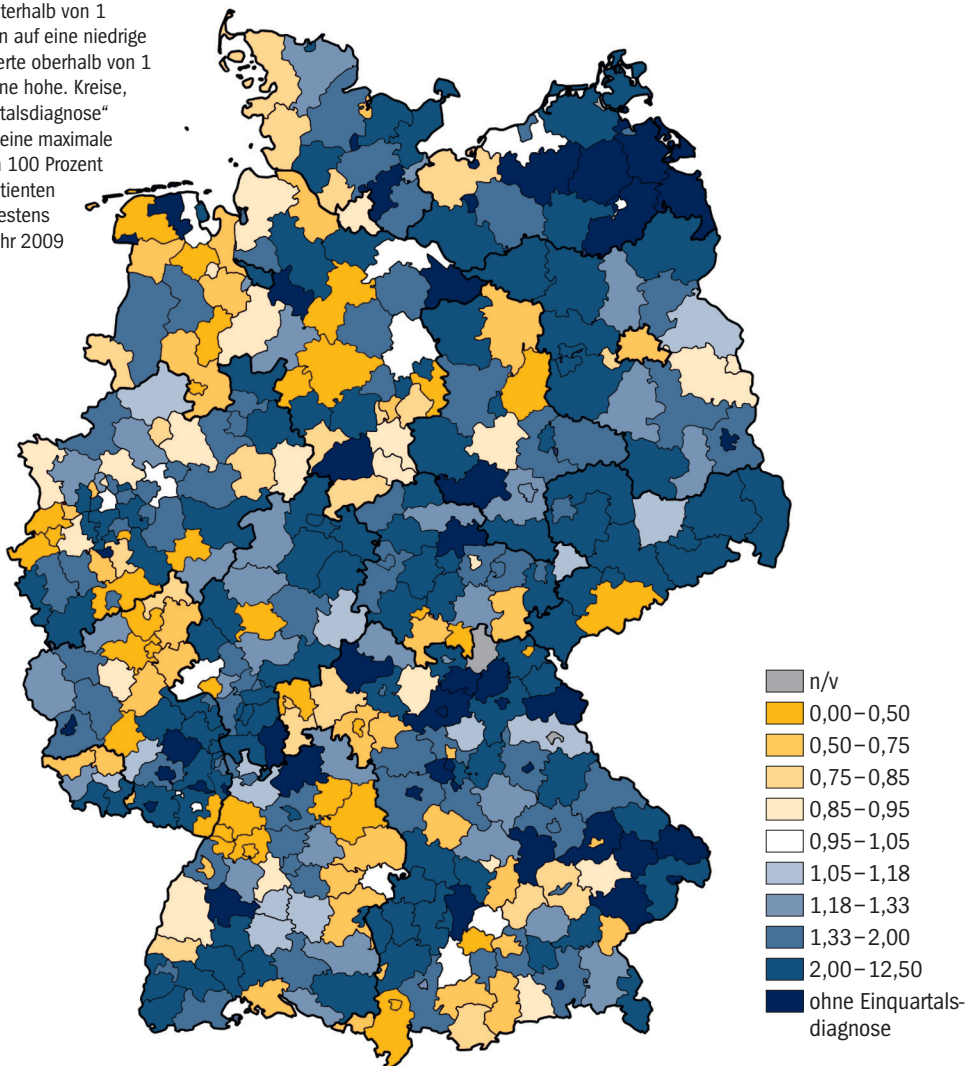 terhalb von 1
n auf eine niedrige
erte oberhalb von 1
ne hohe. Kreise,
talsdiagnose“
eine maximale
100 Prozent
tienten
estens
hr 2009
n/v
0,00–0,50
0,50–0,75
0,75–0,85
0,85–0,95
0,95–1,05
1,05–1,18
1,18–1,33
1,33–2,00
2,00–12,50
ohne Einquartals-
diagnose